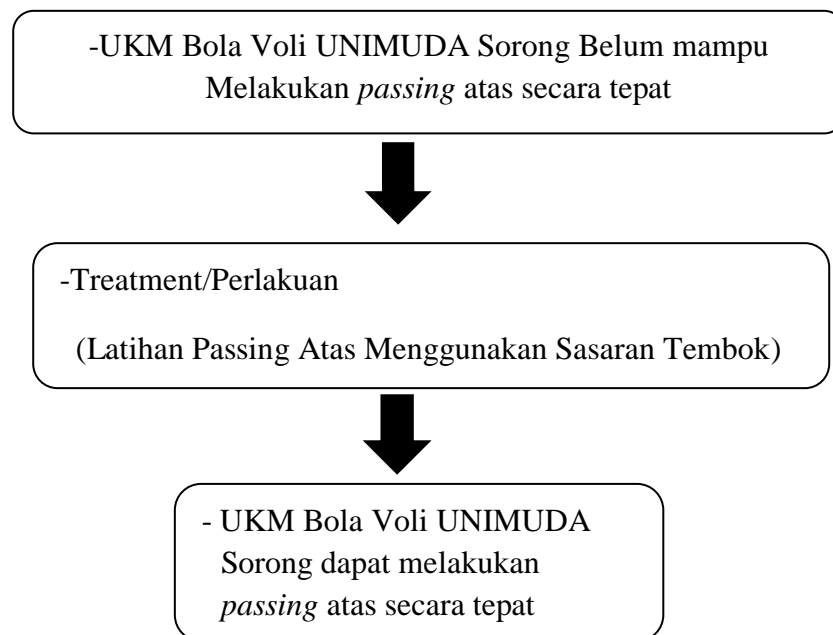 -UKM Bola Voli UNIMUDA Sorong Belum mampu
Melakukan passing atas secara tepat
-Treatment/Perlakuan
(Latihan Passing Atas Menggunakan Sasaran Tembok)
- UKM Bola Voli UNIMUDA
Sorong dapat melakukan
passing atas secara tepat